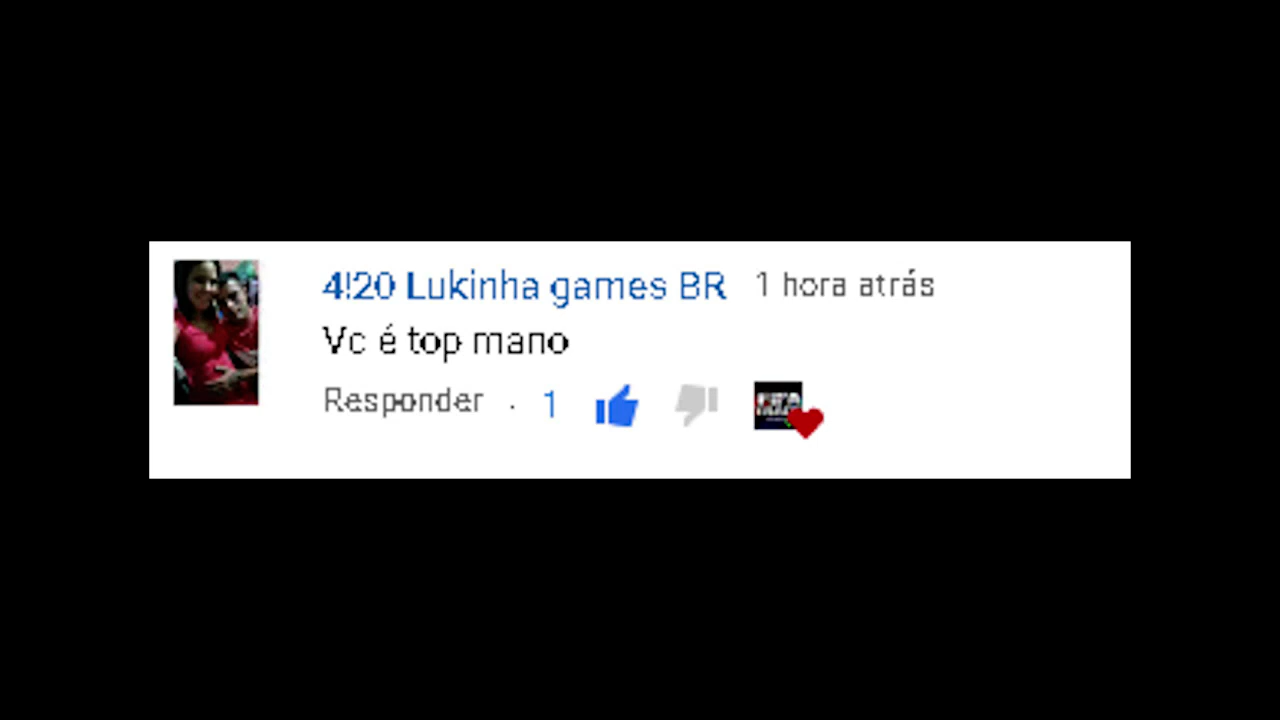 4!20 Lukinha games BR 1 hora atrás
Vc é top mano
Responder · 1